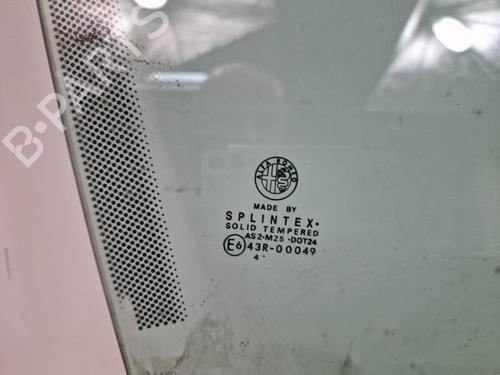 B-PARTS
ALFA ROMEO
MADE BY
SPLINTEX
SOLID TEMPERED
AS2·M25·DOT24
E6 43R-00049
4